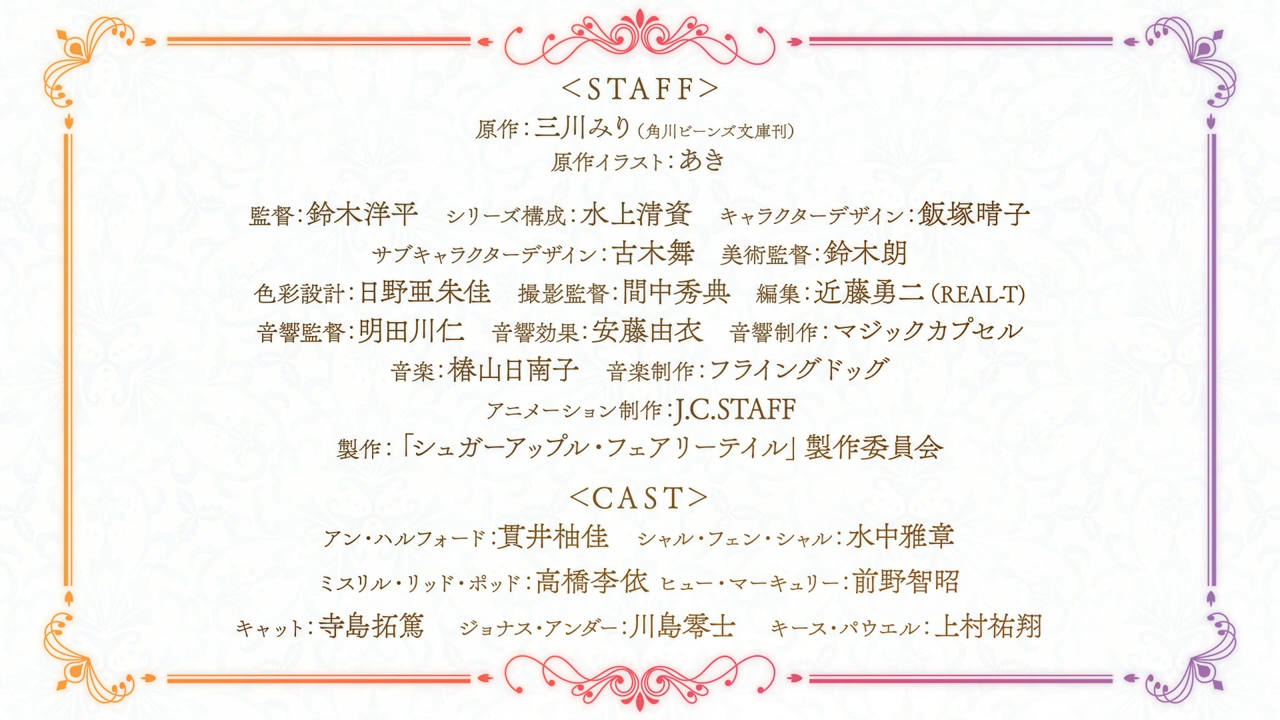 <STAFF>
原作:三川みり(角川ビーンズ文庫刊)
原作イラスト:あき
監督:鈴木洋平 シリーズ構成:水上清資 キャラクターデザイン:飯塚晴子
サブキャラクターデザイン:古木舞 美術監督:鈴木朗
色彩設計:日野亜朱佳 撮影監督:間中秀典 編集:近藤勇二(REAL-T)
音響監督:明田川仁 音響効果:安藤由衣 音響制作:マジックカプセル
音楽:椿山日南子 音楽制作:フライングドッグ
アニメーション制作:J.C.STAFF
製作:「シュガーアップル・フェアリーテイル」製作委員会
<CAST>
アン・ハルフォード:貫井柚佳 シャル・フェン・シャル:水中雅章
ミスリル・リッド・ポッド:高橋李依 ヒュー・マーキュリー:前野智昭
キャット:寺島拓篤 ジョナス・アンダー:川島零士 キース・パウエル:上村祐翔